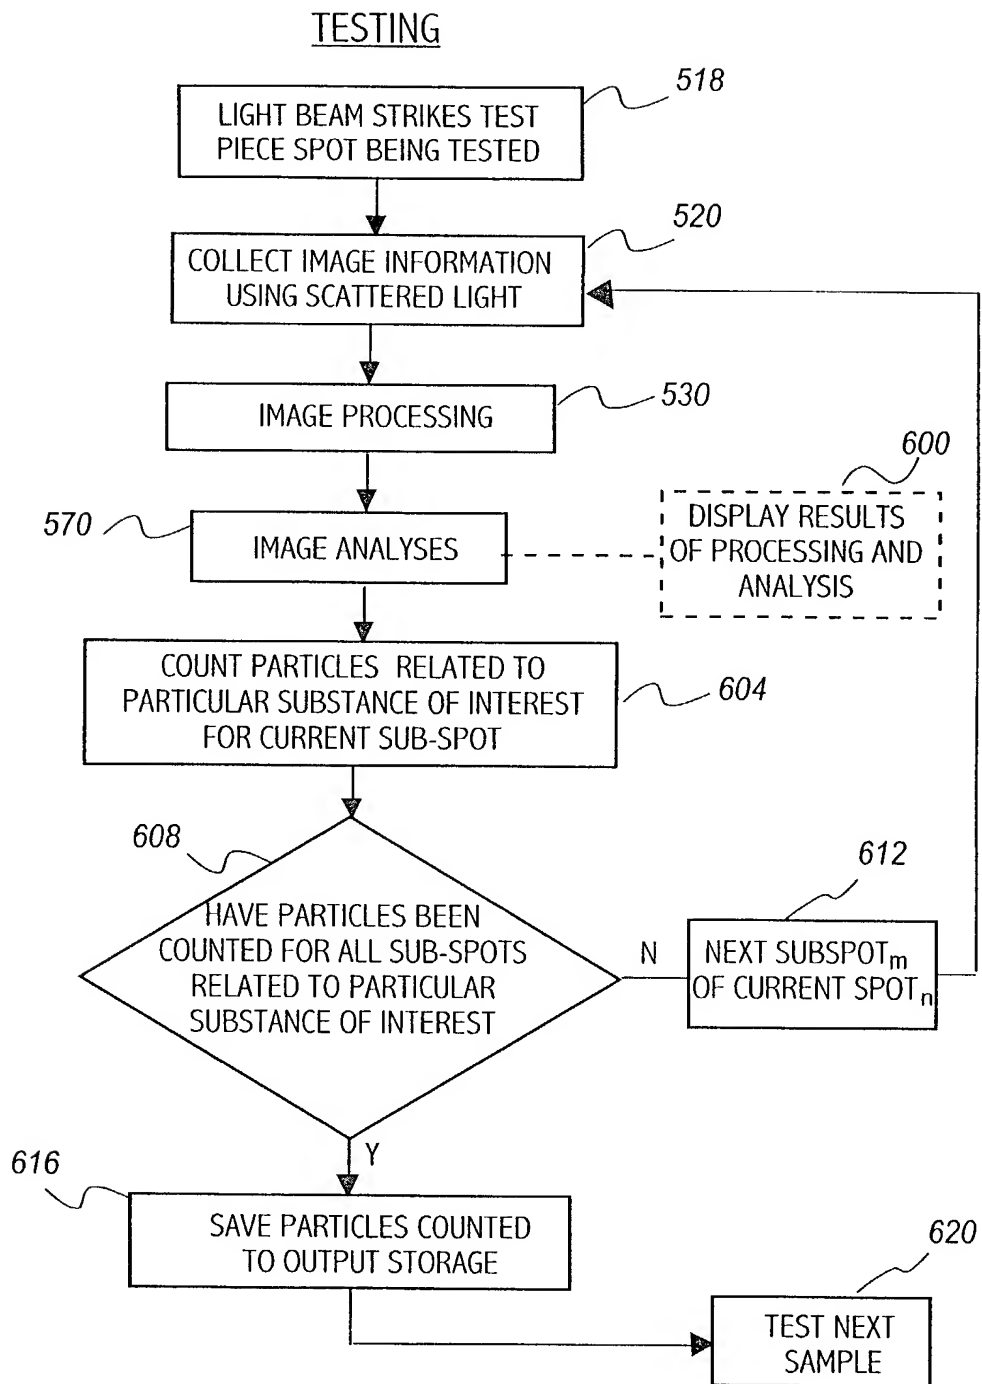 TESTING
518
LIGHT BEAM STRIKES TEST
PIECE SPOT BEING TESTED
520
COLLECT IMAGE INFORMATION
USING SCATTERED LIGHT
530
IMAGE PROCESSING
600
570
IMAGE ANALYSES
DISPLAY RESULTS
OF PROCESSING AND
ANALYSIS
COUNT PARTICLES RELATED TO
PARTICULAR SUBSTANCE OF INTEREST
FOR CURRENT SUB-SPOT
604
608
HAVE PARTICLES BEEN
COUNTED FOR ALL SUB-SPOTS
RELATED TO PARTICULAR
SUBSTANCE OF INTEREST
N
612
NEXT SUBSPOTm
OF CURRENT SPOTn
Y
616
SAVE PARTICLES COUNTED
TO OUTPUT STORAGE
620
TEST NEXT
SAMPLE